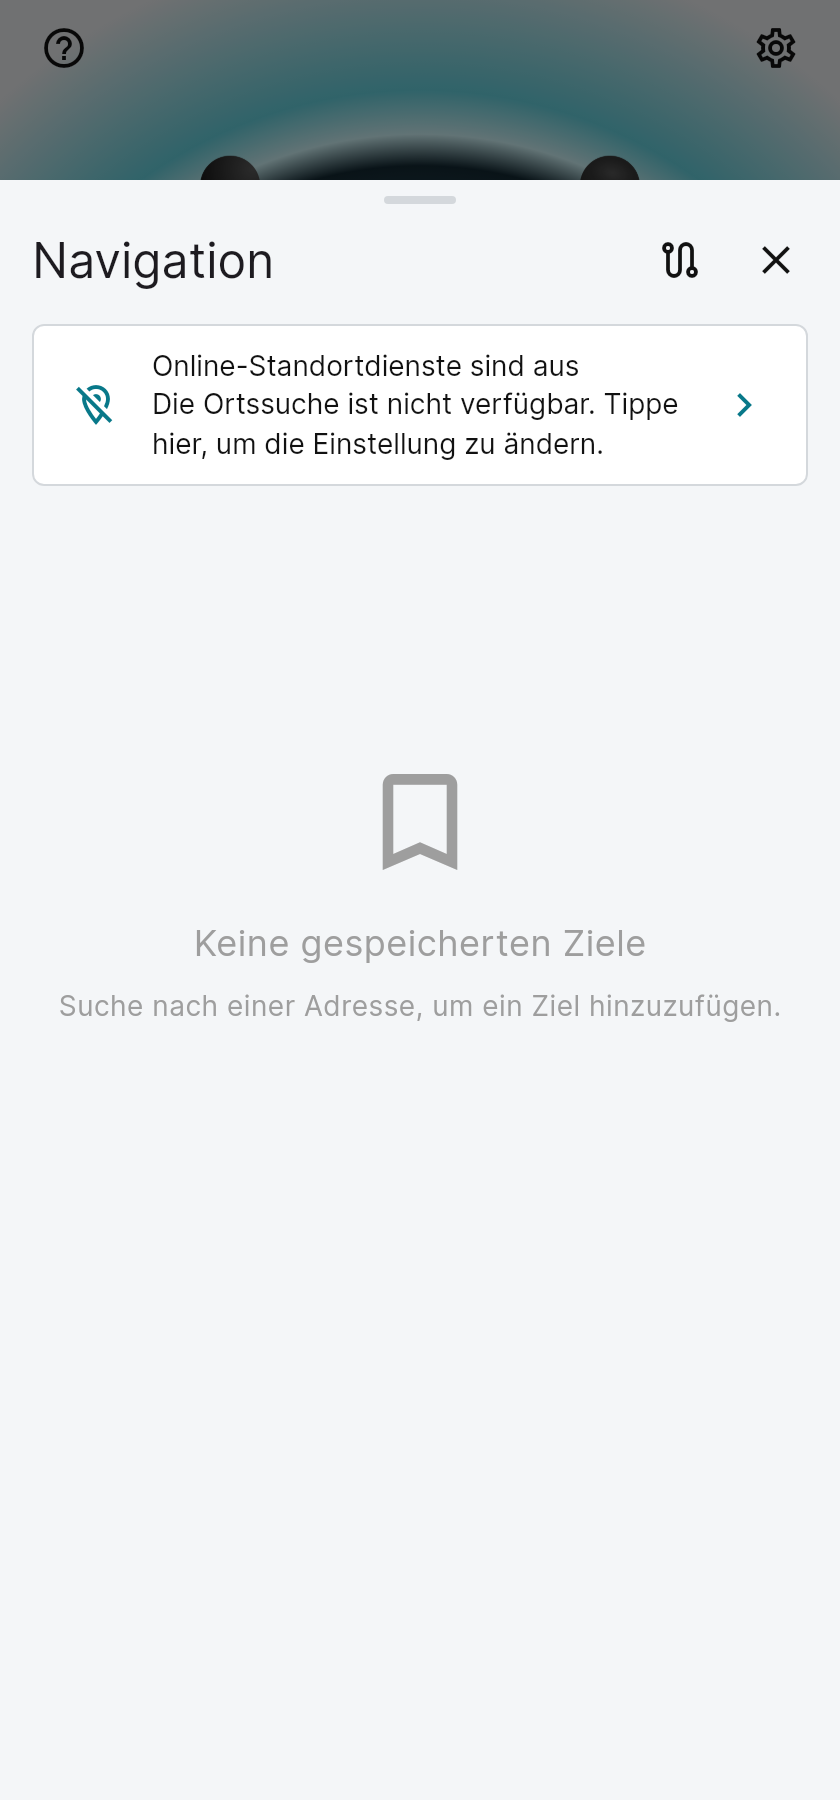 Navigation
Online-Standortdienste sind aus
Die Ortssuche ist nicht verfügbar. Tippe
hier, um die Einstellung zu ändern.
Keine gespeicherten Ziele
Suche nach einer Adresse, um ein Ziel hinzuzufügen.